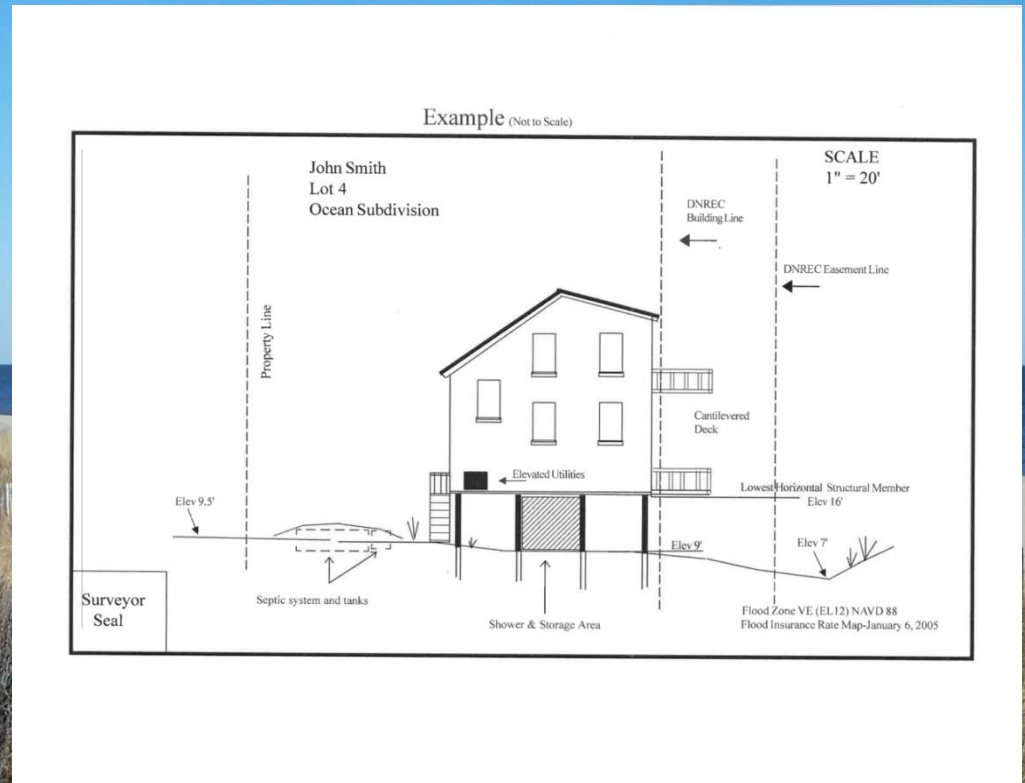 Example (Not to Scale)
John Smith
Lot 4
Ocean Subdivision
SCALE
1" = 20'
DNREC
Building Line
DNREC Easement Line
Property Line
Cantilevered
Deck
Elevated Utilities
Lowest Horizontal Structural Member
Elev 16'
Elev 9.5'
Elev 9'
Elev 7'
Septic system and tanks
Shower & Storage Area
Surveyor
Seal
Flood Zone VE (EL12) NAVD 88
Flood Insurance Rate Map-January 6, 2005